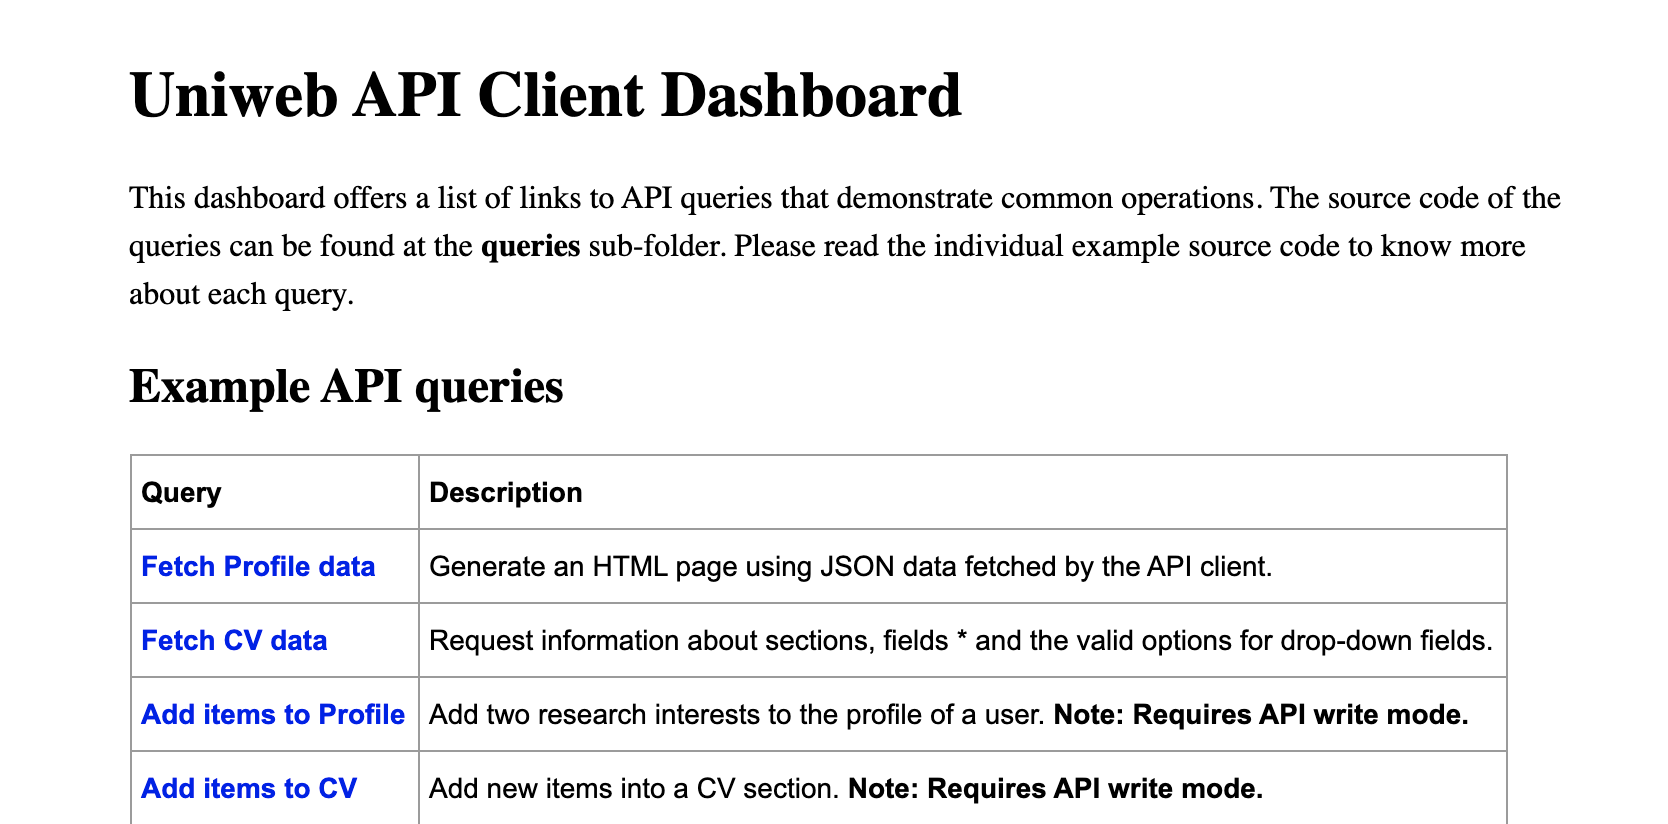 Uniweb API Client Dashboard
This dashboard offers a list of links to API queries that demonstrate common operations. The source code of the
queries can be found at the queries sub-folder. Please read the individual example source code to know more
about each query.
Example API queries
Query Description
Fetch Profile data Generate an HTML page using JSON data fetched by the API client.
Fetch CV data Request information about sections, fields * and the valid options for drop-down fields.
Add items to Profile Add two research interests to the profile of a user. Note: Requires API write mode.
Add items to CV Add new items into a CV section. Note: Requires API write mode.